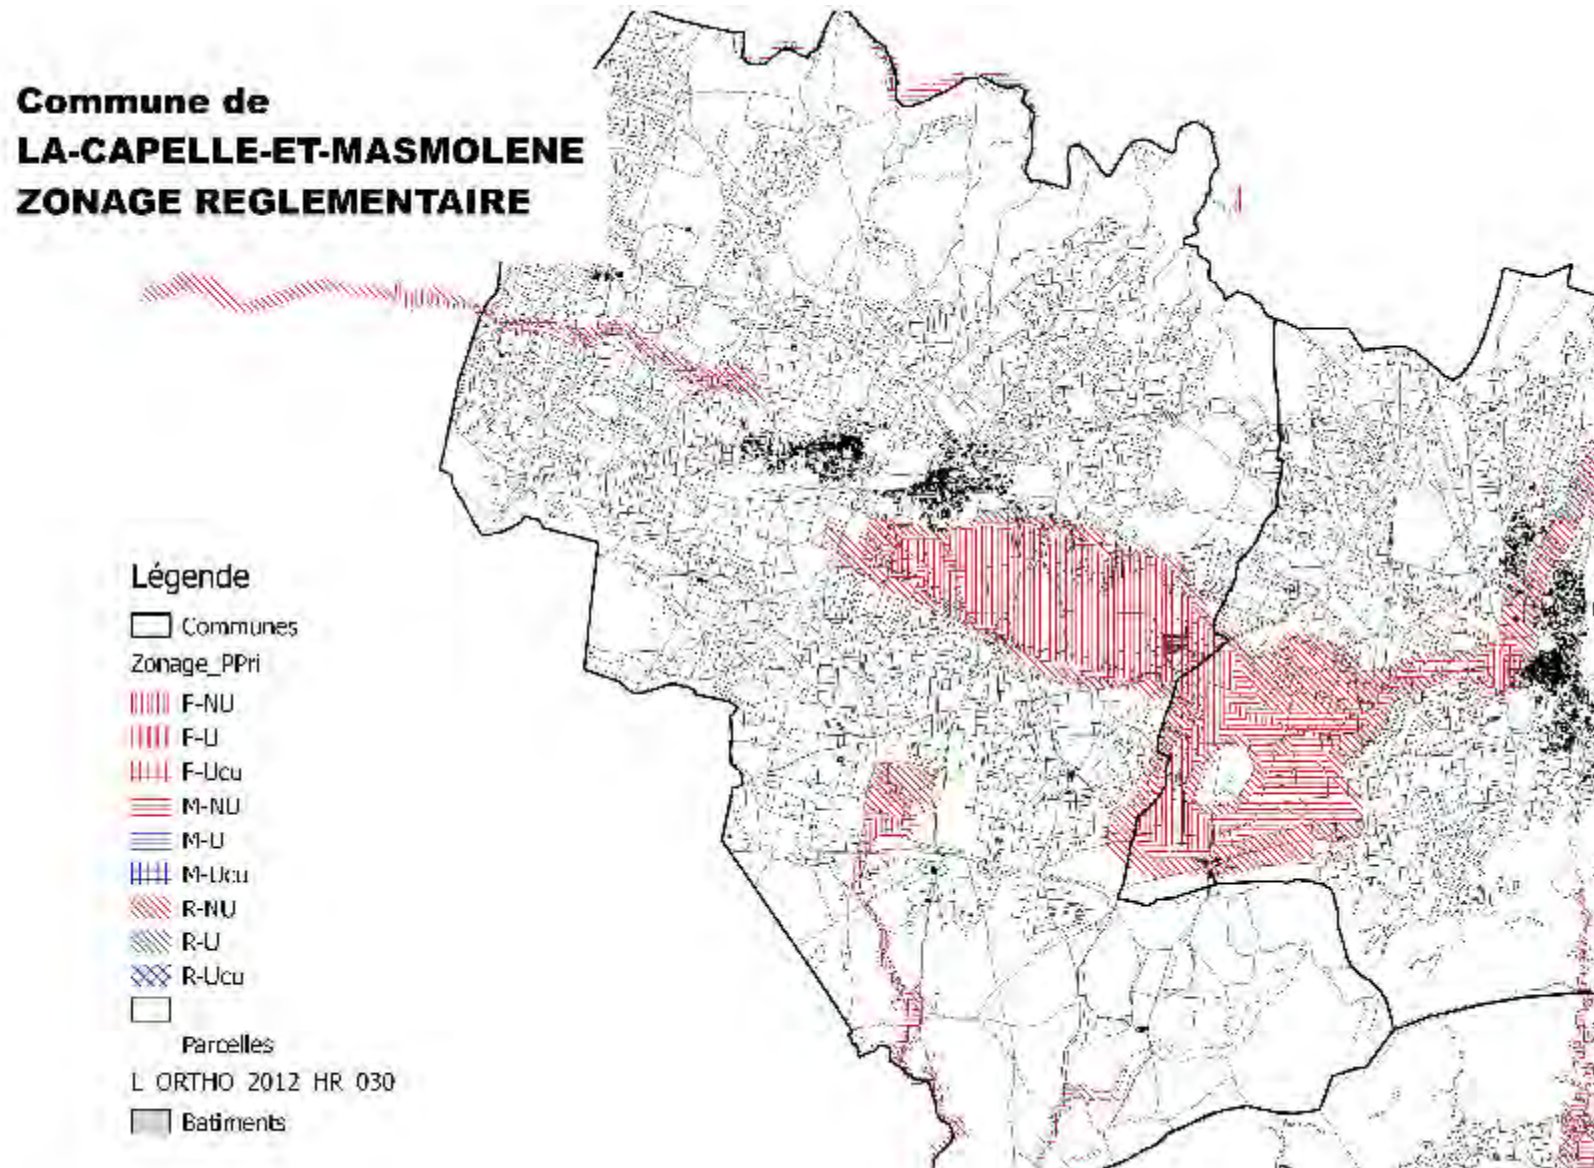 Commune de
LA-CAPELLE-ET-MASMOLENE
ZONAGE REGLEMENTAIRE
Légende
Communes
Zonage_PPri
F-NU
F-U
F-Ucu
M-NU
M-U
M-Ucu
R-NU
R-U
R-Ucu
Parcelles
L ORTHO 2012 HR 030
Batiments